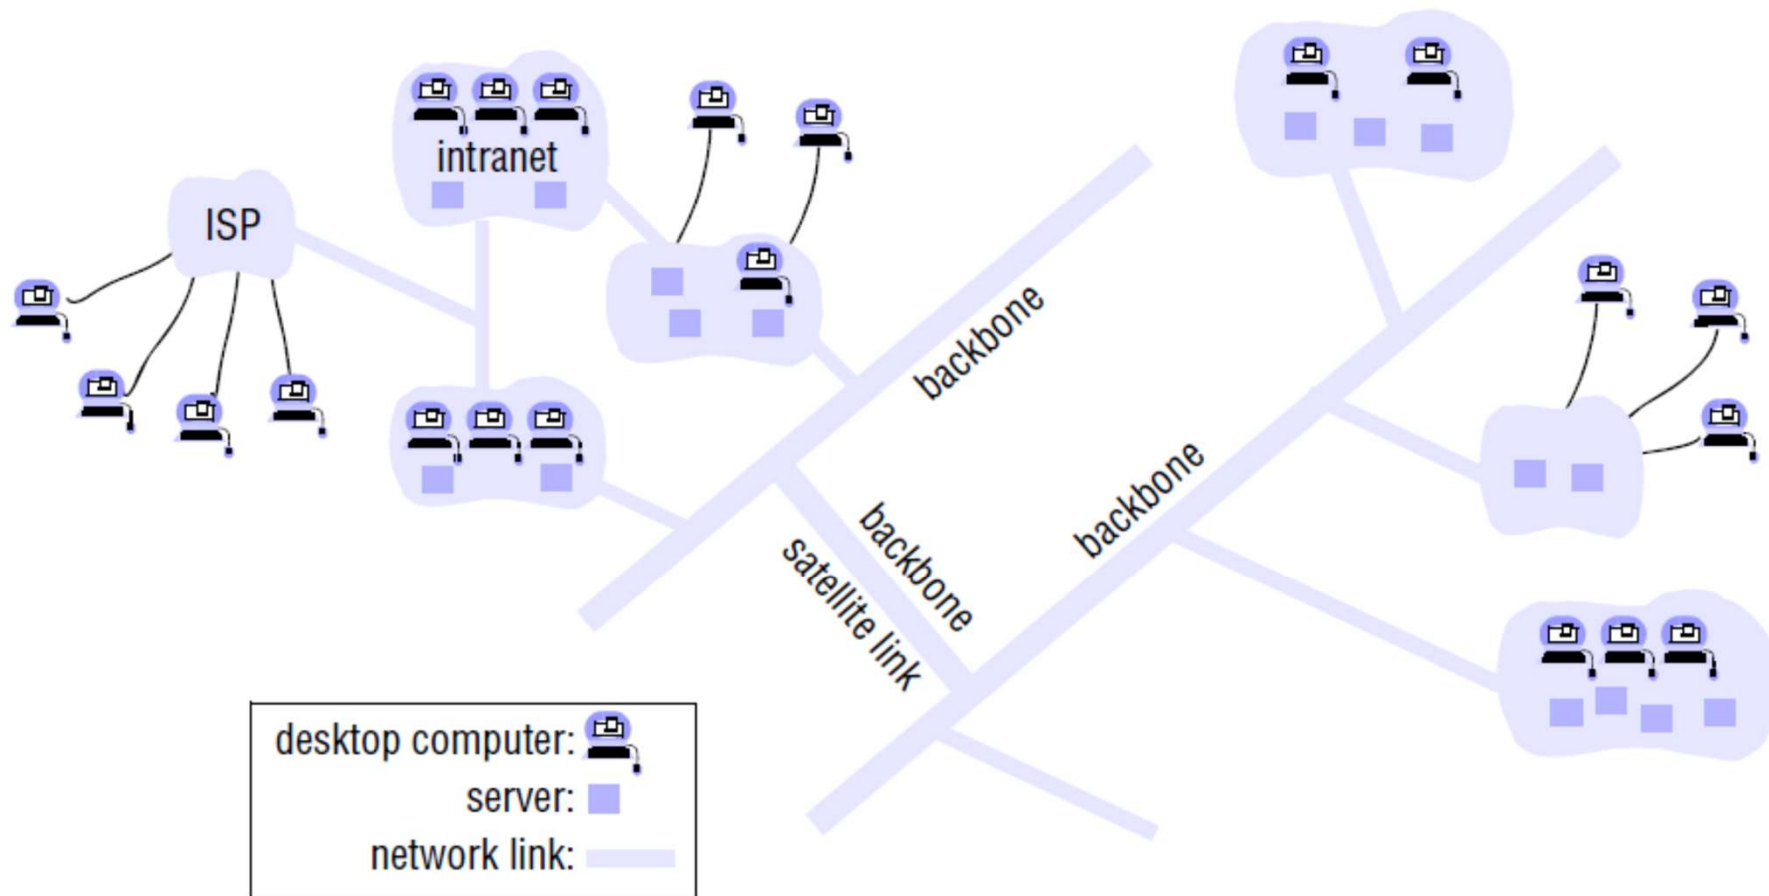 intranet
ISP
backbone
backbone
backbone
satellite link
desktop computer:
server:
network link: